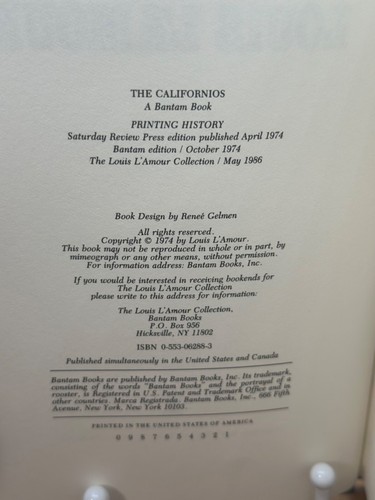 THE CALIFORNIOS
A Bantam Book
PRINTING HISTORY
Saturday Review Press edition published April 1974
Bantam edition / October 1974
The Louis L'Amour Collection / May 1986
Book Design by Reneé Gelmen
All rights reserved.
Copyright © 1974 by Louis L'Amour.
This book may not be reproduced in whole or in part, by
mimeograph or any other means, without permission.
For information address: Bantam Books, Inc.
If you would be interested in receiving bookends for
The Louis L'Amour Collection
please write to this address for information:
The Louis L'Amour Collection,
Bantam Books
P.O. Box 956
Hicksville, NY 11802
ISBN 0-553-06288-3
Published simultaneously in the United States and Canada
Bantam Books are published by Bantam Books, Inc. Its trademark,
consisting of the words "Bantam Books" and the portrayal of a
rooster, is Registered in U.S. Patent and Trademark Office and in
other countries. Marca Registrada. Bantam Books, Inc., 666 Fifth
Avenue, New York, New York 10103.
PRINTED IN THE UNITED STATES OF AMERICA
0 9 8 7 6 5 4 3 2 1